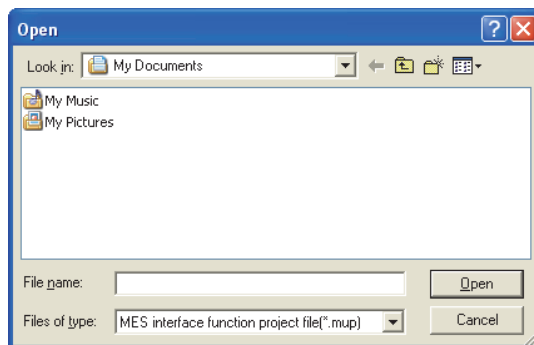 Open
Look in: My Documents
My Music
My Pictures
File name: Open
Files of type: MES interface function project file(*.mup) Cancel